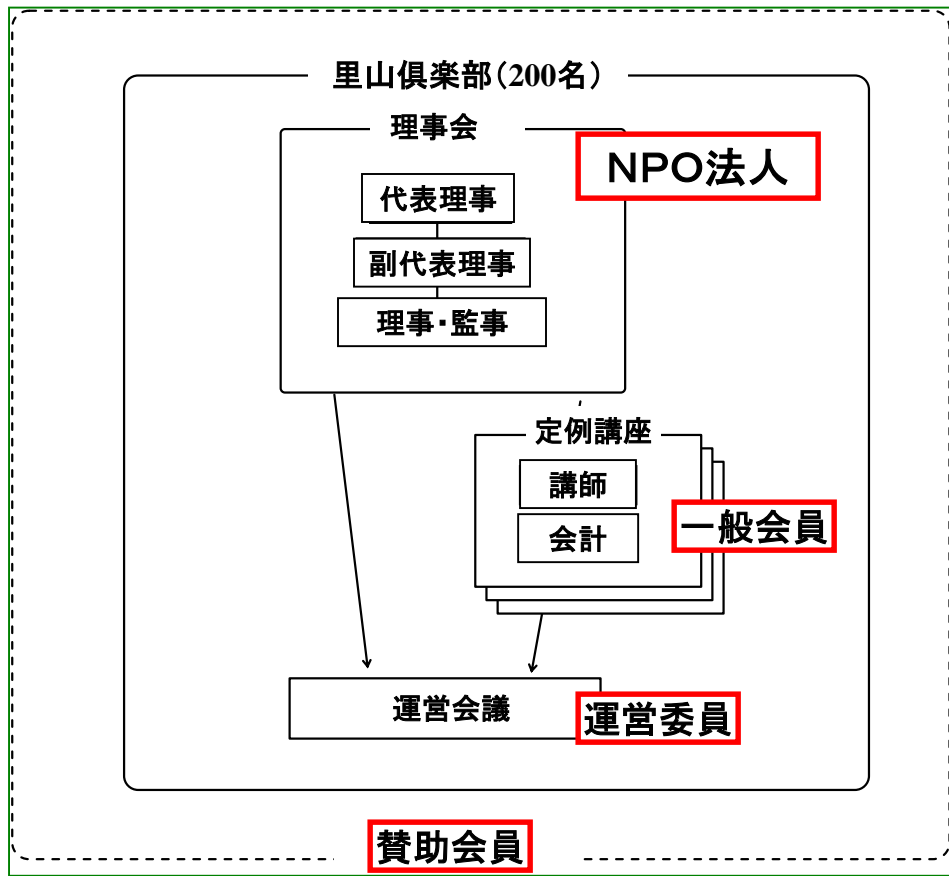 里山倶楽部(200名)
理事会
NPO法人
代表理事
副代表理事
理事・監事
定例講座
講師
一般会員
会計
運営会議
運営委員
賛助会員